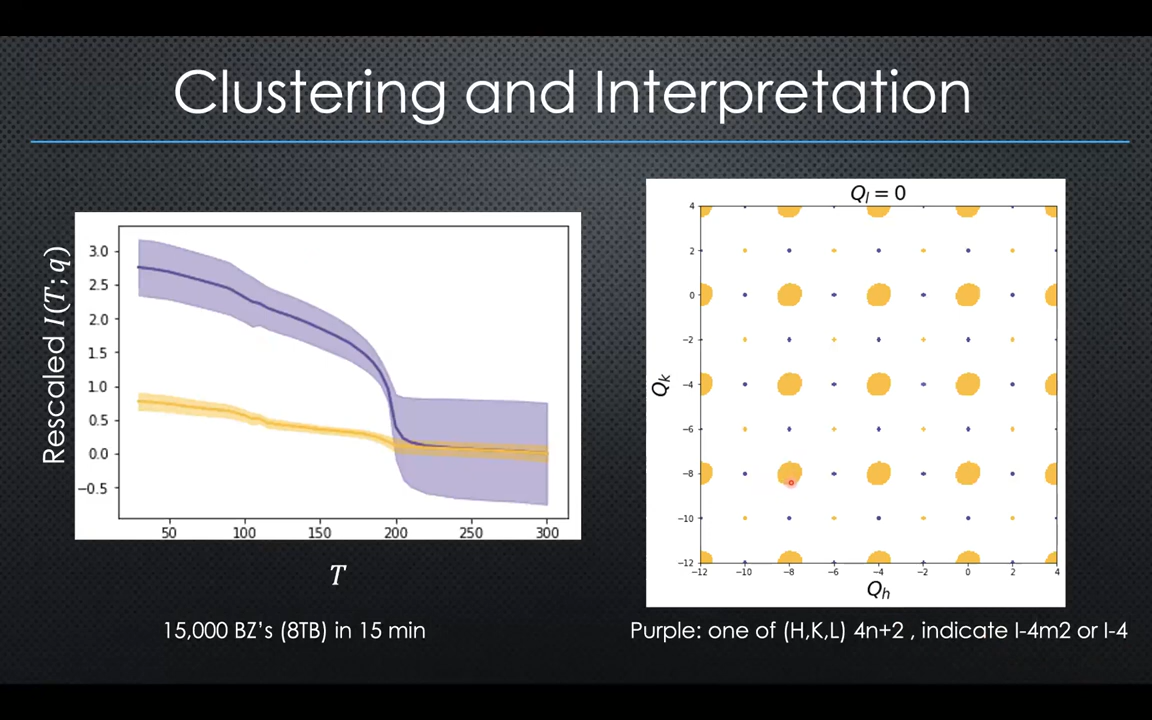 Clustering and Interpretation
Rescaled I(T;q)
3.0
2.5
2.0
1.5
1.0
0.5
0.0
−0.5
50 100 150 200 250 300
T
15,000 BZ's (8TB) in 15 min
Q_l = 0
Q_k
4
2
0
−2
−4
−6
−8
−10
−12
−12 −10 −8 −6 −4 −2 0 2 4
Q_h
Purple: one of (H,K,L) 4n+2 , indicate I-4m2 or I-4